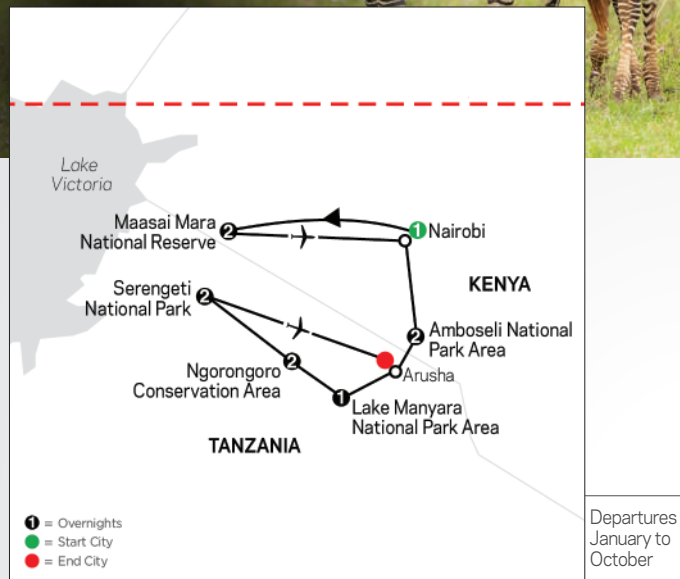 Lake
Victoria
Maasai Mara
National Reserve
2
1
Nairobi
KENYA
Serengeti
National Park
2
2
Amboseli National
Park Area
Ngorongoro
Conservation Area
2
Arusha
1
Lake Manyara
National Park Area
TANZANIA
1 = Overnights
= Start City
= End City
Departures
January to
October